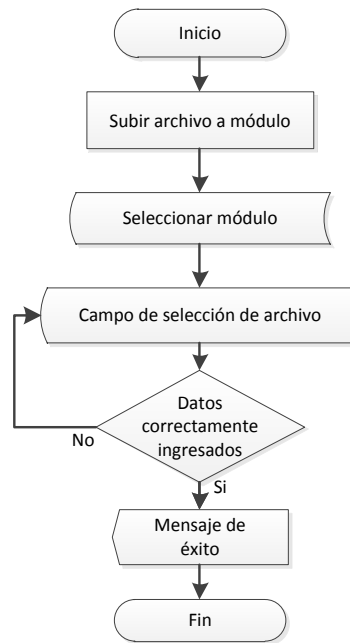 Inicio
Subir archivo a módulo
Seleccionar módulo
Campo de selección de archivo
Datos
correctamente
ingresados
No
Si
Mensaje de
éxito
Fin